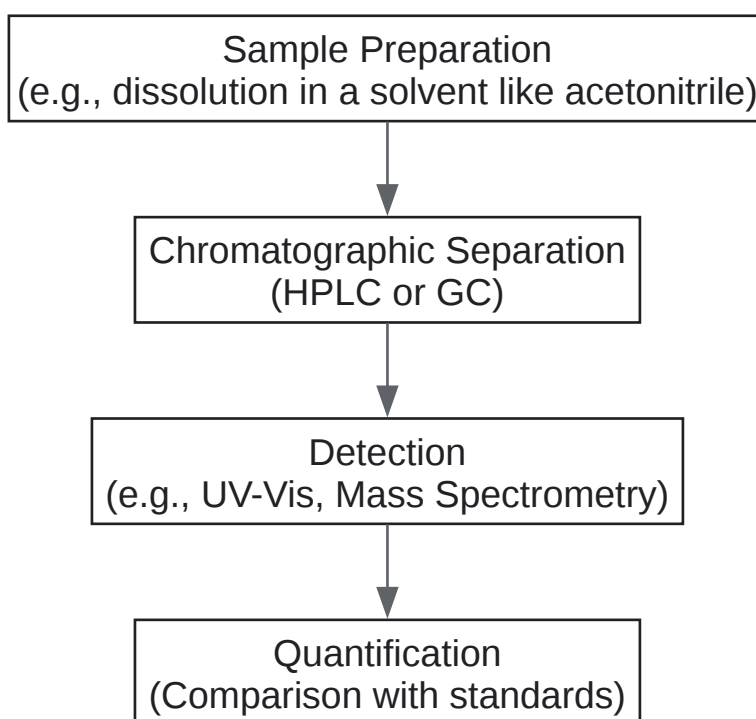 Sample Preparation
(e.g., dissolution in a solvent like acetonitrile)
Chromatographic Separation
(HPLC or GC)
Detection
(e.g., UV-Vis, Mass Spectrometry)
Quantification
(Comparison with standards)